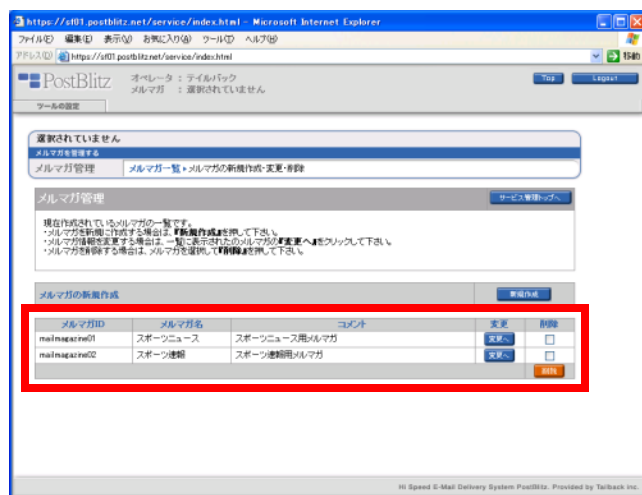 https://sf01.postblitz.net/service/index.html - Microsoft Internet Explorer
ファイル(F) 編集(E) 表示(V) お気に入り(A) ツール(T) ヘルプ(H)
アドレス(D) https://sf01.postblitz.net/service/index.html 移動
PostBlitz オペレータ : テイルバック Top Logout
メルマガ : 選択されていません
ツールの設定
選択されていません
メルマガを管理する
メルマガ管理 メルマガ一覧・メルマガの新規作成・変更・削除
メルマガ管理 サービス管理トップへ
現在作成されているメルマガの一覧です。
・メルマガを新規に作成する場合は、『新規作成』を押して下さい。
・メルマガ情報を変更する場合は、一覧に表示されたのメルマガの『変更へ』をクリックして下さい。
・メルマガを削除する場合は、メルマガを選択して『削除』を押して下さい。
メルマガの新規作成 新規作成
メルマガID メルマガ名 コメント 変更 削除
mailmagazine01 スポーツニュース スポーツニュース用メルマガ 変更へ
mailmagazine02 スポーツ速報 スポーツ速報用メルマガ 変更へ
削除
Hi Speed E-Mail Delivery System PostBlitz. Provided by Tailback inc.